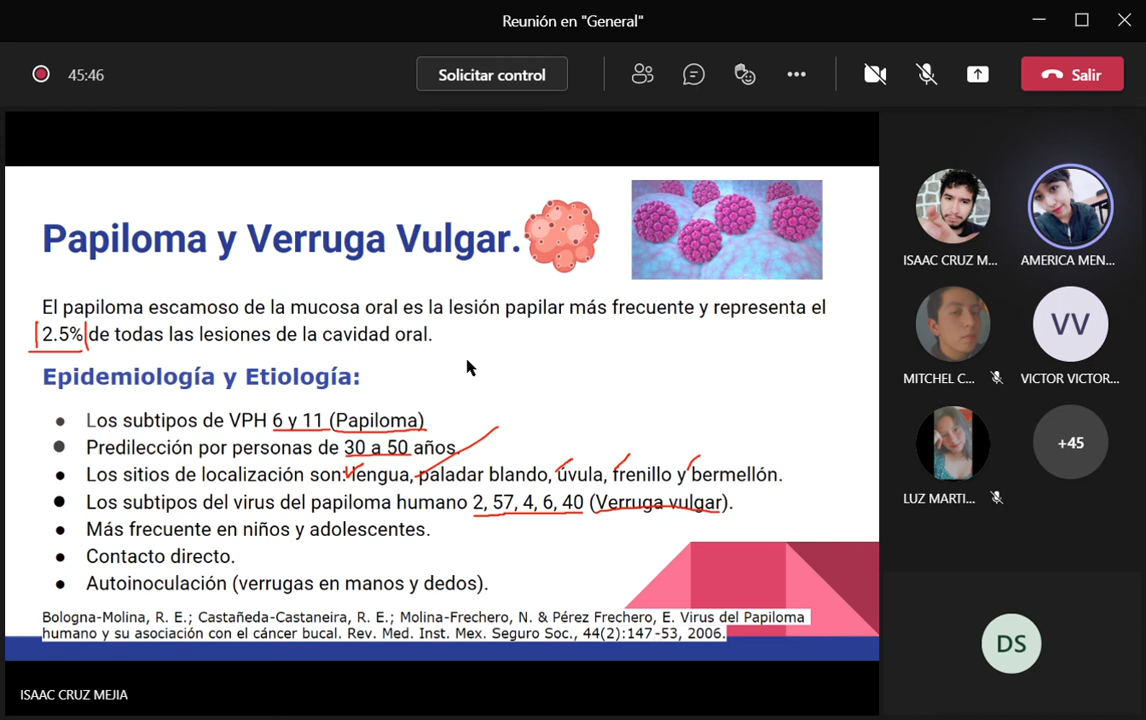 Reunión en "General"
45:46
Solicitar control
Salir
Papiloma y Verruga Vulgar.
El papiloma escamoso de la mucosa oral es la lesión papilar más frecuente y representa el
2.5% de todas las lesiones de la cavidad oral.
Epidemiología y Etiología:
● Los subtipos de VPH 6 y 11 (Papiloma)
● Predilección por personas de 30 a 50 años.
● Los sitios de localización son: lengua, paladar blando, úvula, frenillo y bermellón.
● Los subtipos del virus del papiloma humano 2, 57, 4, 6, 40 (Verruga vulgar).
● Más frecuente en niños y adolescentes.
● Contacto directo.
● Autoinoculación (verrugas en manos y dedos).
Bologna-Molina, R. E.; Castañeda-Castaneira, R. E.; Molina-Frechero, N. & Pérez Frechero, E. Virus del Papiloma
humano y su asociación con el cáncer bucal. Rev. Med. Inst. Mex. Seguro Soc., 44(2):147-53, 2006.
ISAAC CRUZ MEJIA
ISAAC CRUZ M...
AMERICA MEN...
VV
MITCHEL C...
VICTOR VICTOR...
+45
LUZ MARTI...
DS